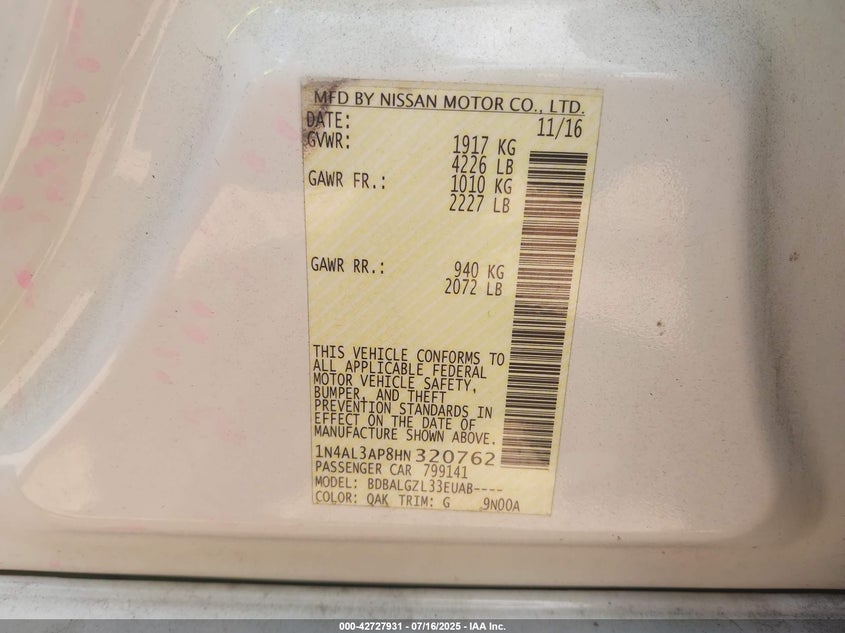 MFD BY NISSAN MOTOR CO., LTD.
DATE: 11/16
GVWR: 1917 KG
4226 LB
GAWR FR.: 1010 KG
2227 LB
GAWR RR.: 940 KG
2072 LB
THIS VEHICLE CONFORMS TO
ALL APPLICABLE FEDERAL
MOTOR VEHICLE SAFETY,
BUMPER, AND THEFT
PREVENTION STANDARDS IN
EFFECT ON THE DATE OF
MANUFACTURE SHOWN ABOVE.
1N4AL3AP8HN320762
PASSENGER CAR 799141
MODEL: BDBALGZL33EUAB----
COLOR: QAK TRIM: G 9N00A
000-42727931 - 07/16/2025 - IAA Inc.